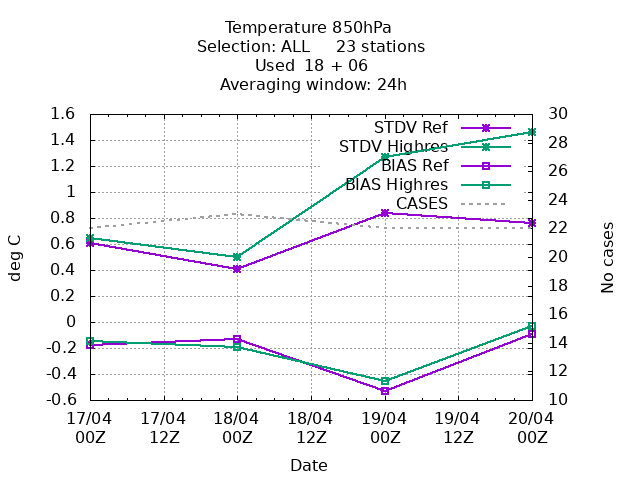 Temperature 850hPa
Selection: ALL     23 stations
Used  18 + 06
Averaging window: 24h
1.6
1.4
1.2
1
0.8
0.6
0.4
0.2
0
-0.2
-0.4
-0.6
deg C
30
28
26
24
22
20
18
16
14
12
10
No cases
STDV Ref
STDV Highres
BIAS Ref
BIAS Highres
CASES
17/04 17/04 18/04 18/04 19/04 19/04 20/04
00Z 12Z 00Z 12Z 00Z 12Z 00Z
Date